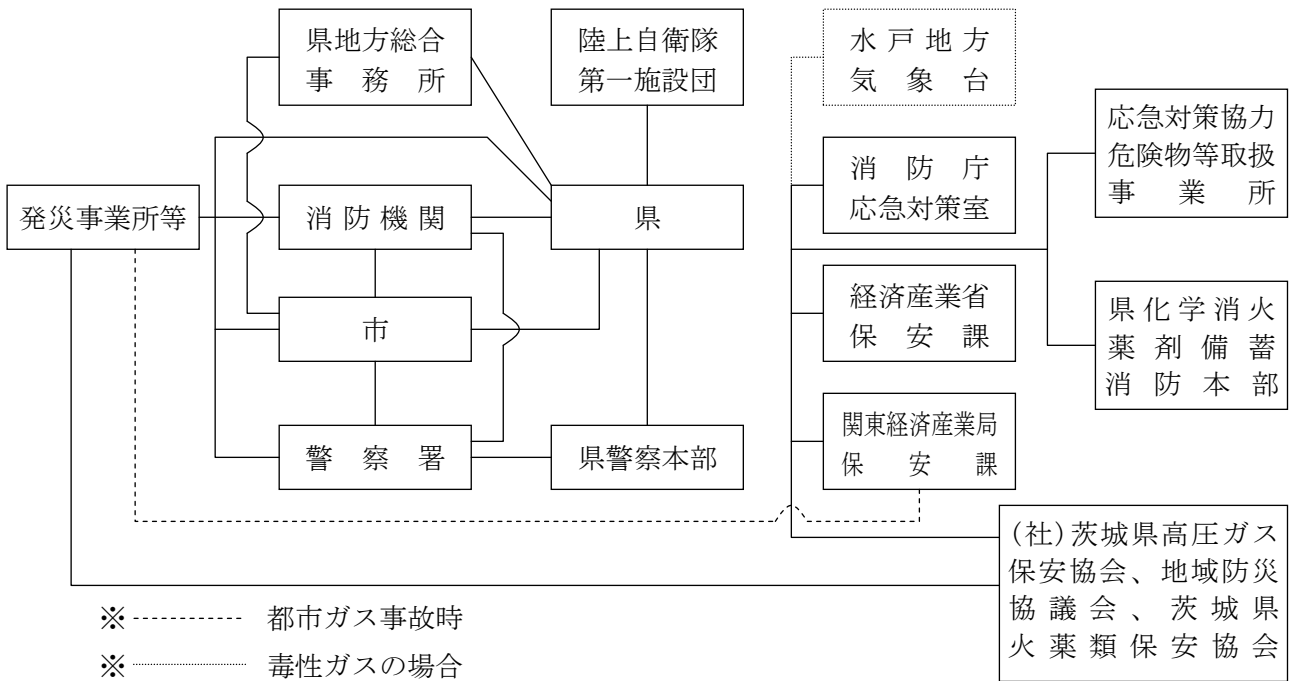 県地方総合
事務所
陸上自衛隊
第一施設団
水戸地方
気象台
応急対策協力
危険物等取扱
事業所
消防庁
応急対策室
発災事業所等
消防機関
県
経済産業省
保安課
県化学消火
薬剤備蓄
消防本部
市
関東経済産業局
保安課
警察署
県警察本部
(社)茨城県高圧ガス
保安協会、地域防災
協議会、茨城県
火薬類保安協会
※ 都市ガス事故時
※ 毒性ガスの場合